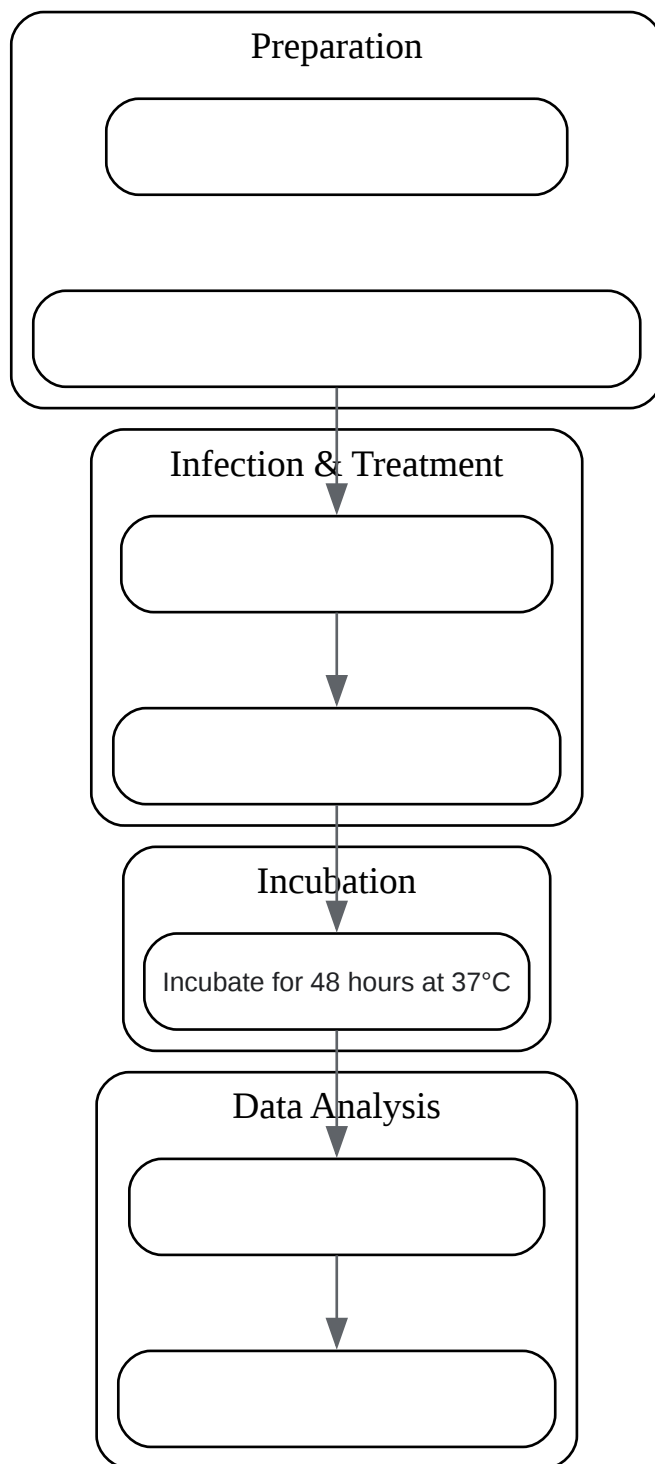 Preparation
Infection & Treatment
Incubation
Incubate for 48 hours at 37°C
Data Analysis